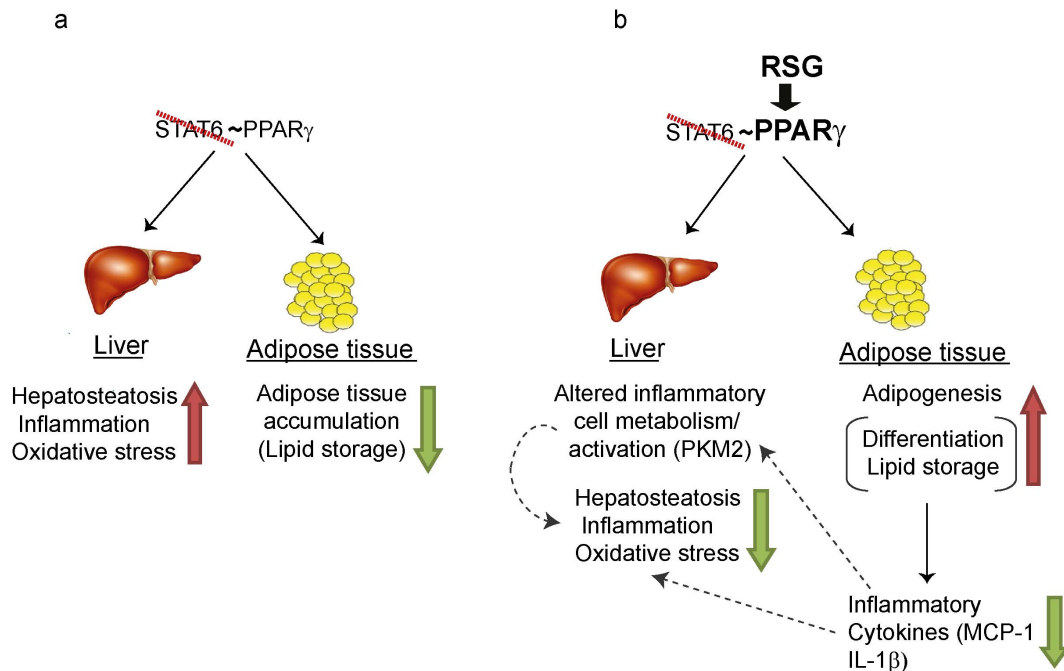 a
STAT6 ~PPARγ
Liver
Hepatosteatosis
Inflammation
Oxidative stress
Adipose tissue
Adipose tissue
accumulation
(Lipid storage)
b
RSG
STAT6 ~PPARγ
Liver
Altered inflammatory
cell metabolism/
activation (PKM2)
Hepatosteatosis
Inflammation
Oxidative stress
Adipose tissue
Adipogenesis
Differentiation
Lipid storage
Inflammatory
Cytokines (MCP-1
IL-1β)